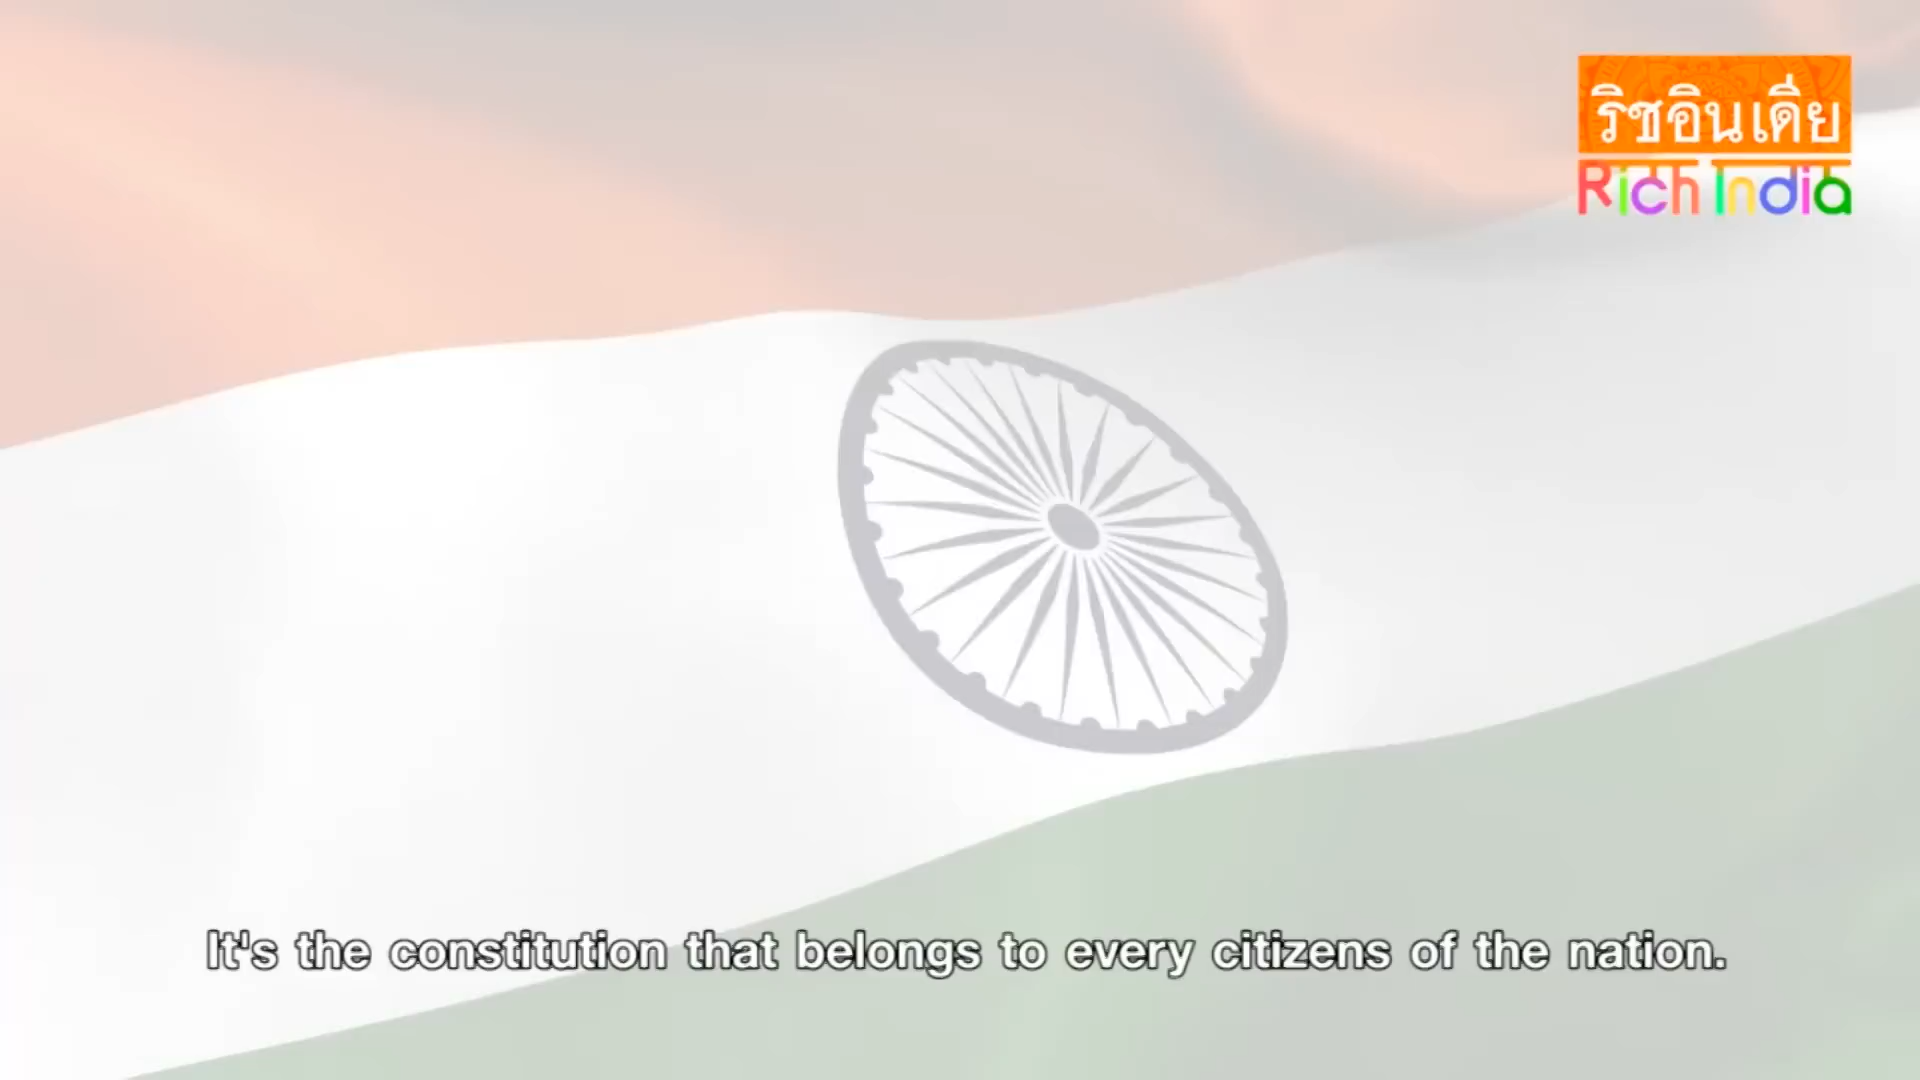 ริชอินเดีย
Rich India
It's the constitution that belongs to every citizens of the nation.